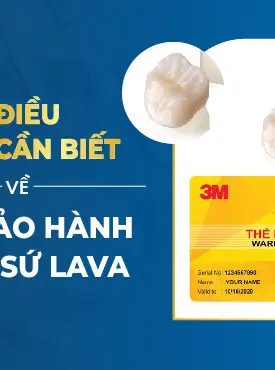 ĐIỀU
CẦN BIẾT
VỀ
ẢO HÀNH
SỨ LAVA
3M
THẺ
WAR
Serial No: 1234567890
Name : YOUR NAME
Valid to : 10/10/2020